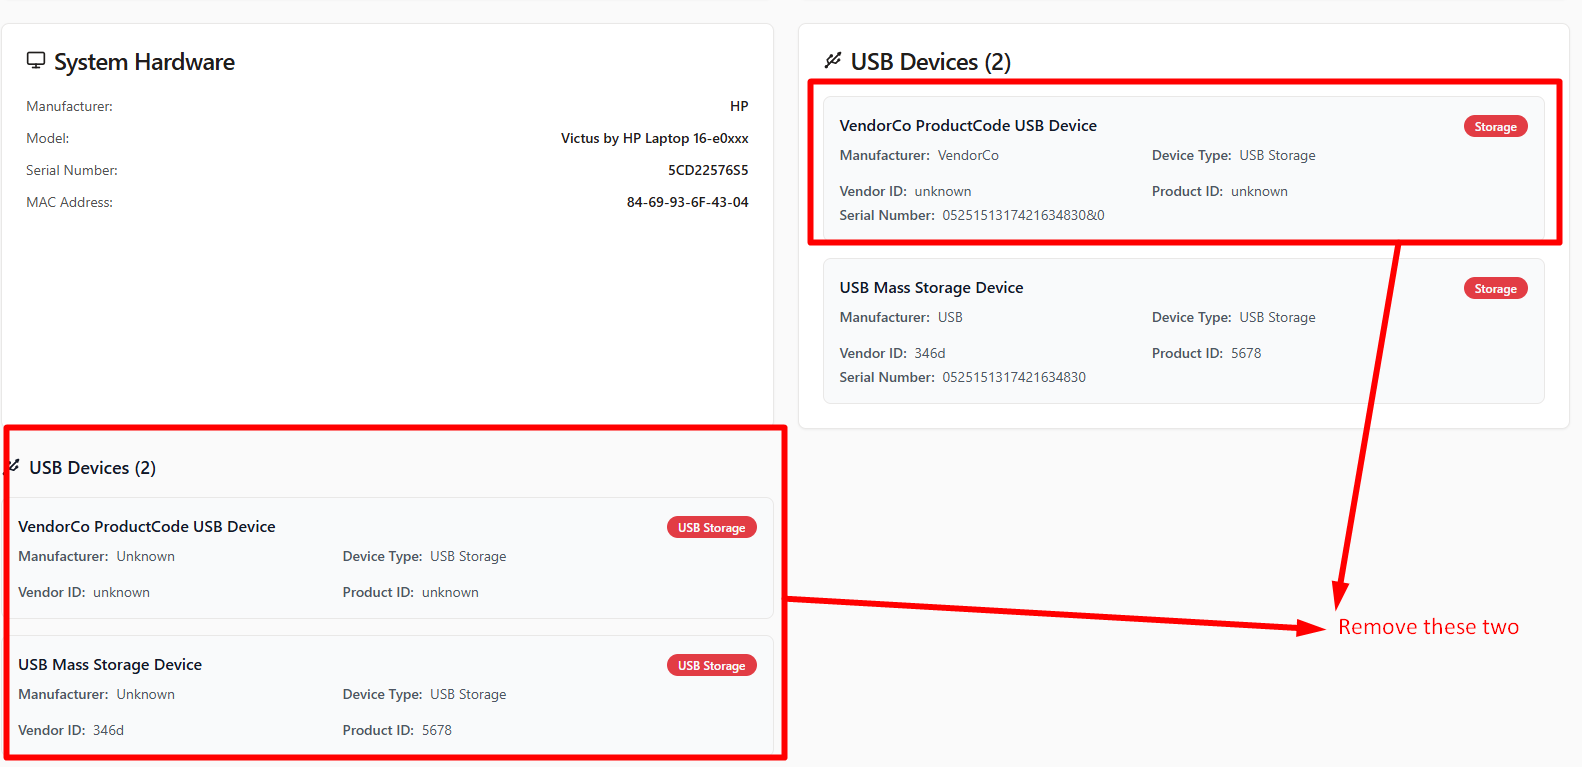 System Hardware
Manufacturer: HP
Model: Victus by HP Laptop 16-e0xxx
Serial Number: 5CD22576S5
MAC Address: 84-69-93-6F-43-04
USB Devices (2)
VendorCo ProductCode USB Device Storage
Manufacturer: VendorCo Device Type: USB Storage
Vendor ID: unknown Product ID: unknown
Serial Number: 0525151317421634830&0
USB Mass Storage Device Storage
Manufacturer: USB Device Type: USB Storage
Vendor ID: 346d Product ID: 5678
Serial Number: 0525151317421634830
USB Devices (2)
VendorCo ProductCode USB Device USB Storage
Manufacturer: Unknown Device Type: USB Storage
Vendor ID: unknown Product ID: unknown
USB Mass Storage Device USB Storage
Manufacturer: Unknown Device Type: USB Storage
Vendor ID: 346d Product ID: 5678
Remove these two